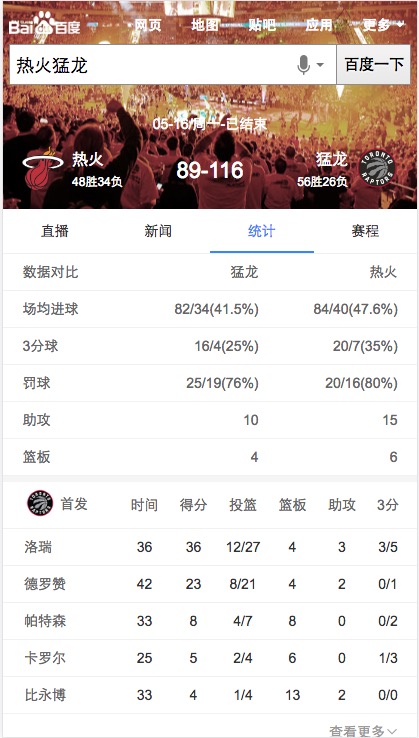 Bai 百度 网页 地图 贴吧 应用 更多
热火猛龙 百度一下
05-16/周一-已结束
热火 89-116 猛龙
48胜34负 56胜26负
TORONTO
RAPTORS
直播 新闻 统计 赛程
数据对比 猛龙 热火
场均进球 82/34(41.5%) 84/40(47.6%)
3分球 16/4(25%) 20/7(35%)
罚球 25/19(76%) 20/16(80%)
助攻 10 15
篮板 4 6
首发 时间 得分 投篮 篮板 助攻 3分
洛瑞 36 36 12/27 4 3 3/5
德罗赞 42 23 8/21 4 2 0/1
帕特森 33 8 4/7 8 0 0/2
卡罗尔 25 5 2/4 6 0 1/3
比永博 33 4 1/4 13 2 0/0
查看更多